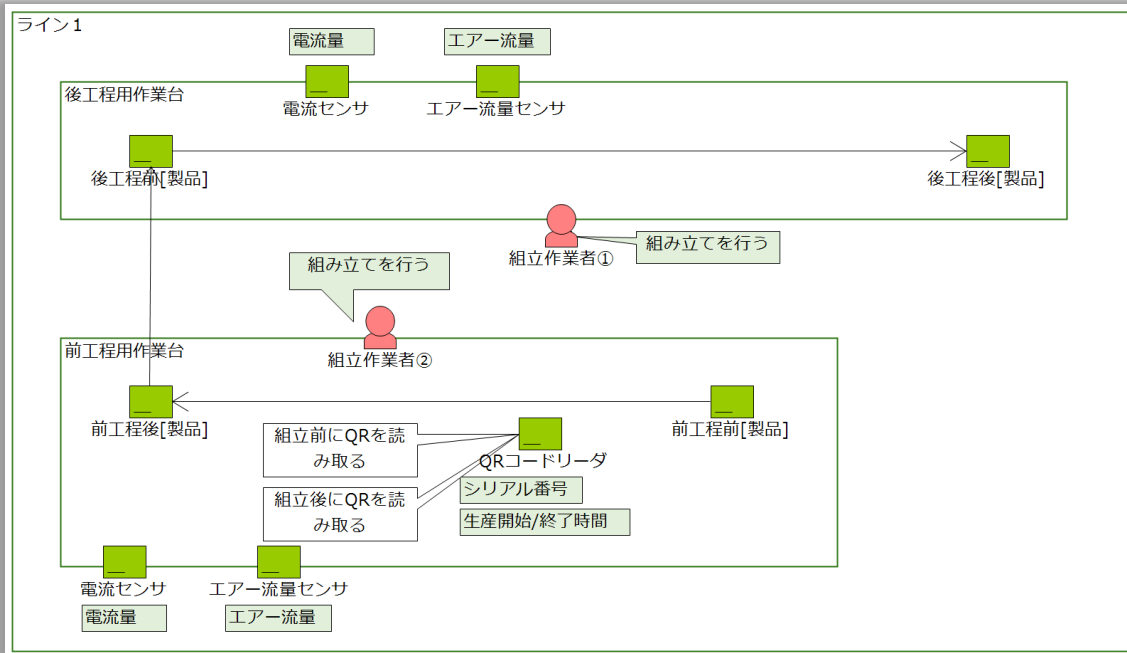 ライン１
電流量
エアー流量
後工程用作業台
電流センサ
エアー流量センサ
後工程前[製品]
後工程後[製品]
組み立てを行う
組立作業者①
組み立てを行う
前工程用作業台
組立作業者②
前工程後[製品]
前工程前[製品]
組立前にQRを読
み取る
QRコードリーダ
シリアル番号
組立後にQRを読
み取る
生産開始/終了時間
電流センサ
エアー流量センサ
電流量
エアー流量